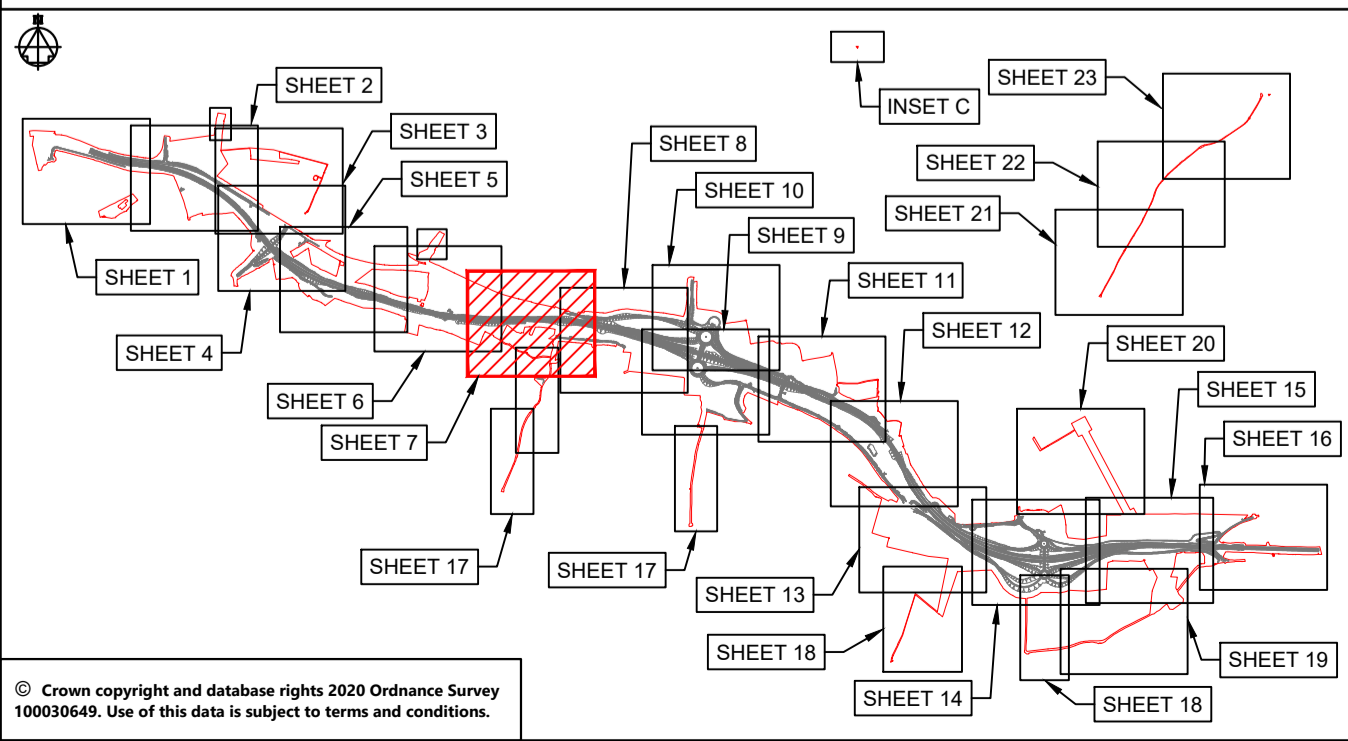 N
SHEET 2
SHEET 23
INSET C
SHEET 3
SHEET 8
SHEET 22
SHEET 5
SHEET 10
SHEET 21
SHEET 9
SHEET 1
SHEET 11
SHEET 12
SHEET 4
SHEET 20
SHEET 6
SHEET 15
SHEET 7
SHEET 16
SHEET 17
SHEET 17
SHEET 13
SHEET 18
SHEET 19
SHEET 14
SHEET 18
© Crown copyright and database rights 2020 Ordnance Survey
100030649. Use of this data is subject to terms and conditions.